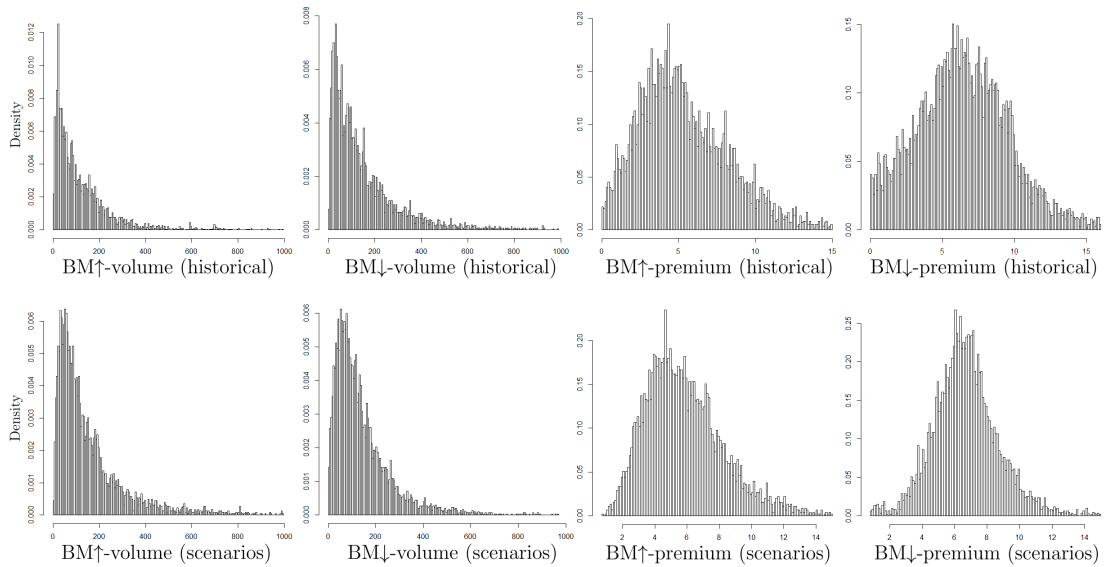 Density
0.000 0.002 0.004 0.006 0.008 0.010 0.012
0 200 400 600 800 1000
BM↑-volume (historical)
0.000 0.002 0.004 0.006 0.008
0 200 400 600 800 1000
BM↓-volume (historical)
0.00 0.05 0.10 0.15 0.20
0 5 10 15
BM↑-premium (historical)
0.00 0.05 0.10 0.15
0 5 10 15
BM↓-premium (historical)
Density
0.000 0.001 0.002 0.003 0.004 0.005 0.006
0 200 400 600 800 1000
BM↑-volume (scenarios)
0.000 0.001 0.002 0.003 0.004 0.005 0.006
0 200 400 600 800 1000
BM↓-volume (scenarios)
0.00 0.05 0.10 0.15 0.20
2 4 6 8 10 12 14
BM↑-premium (scenarios)
0.00 0.05 0.10 0.15 0.20 0.25
2 4 6 8 10 12 14
BM↓-premium (scenarios)